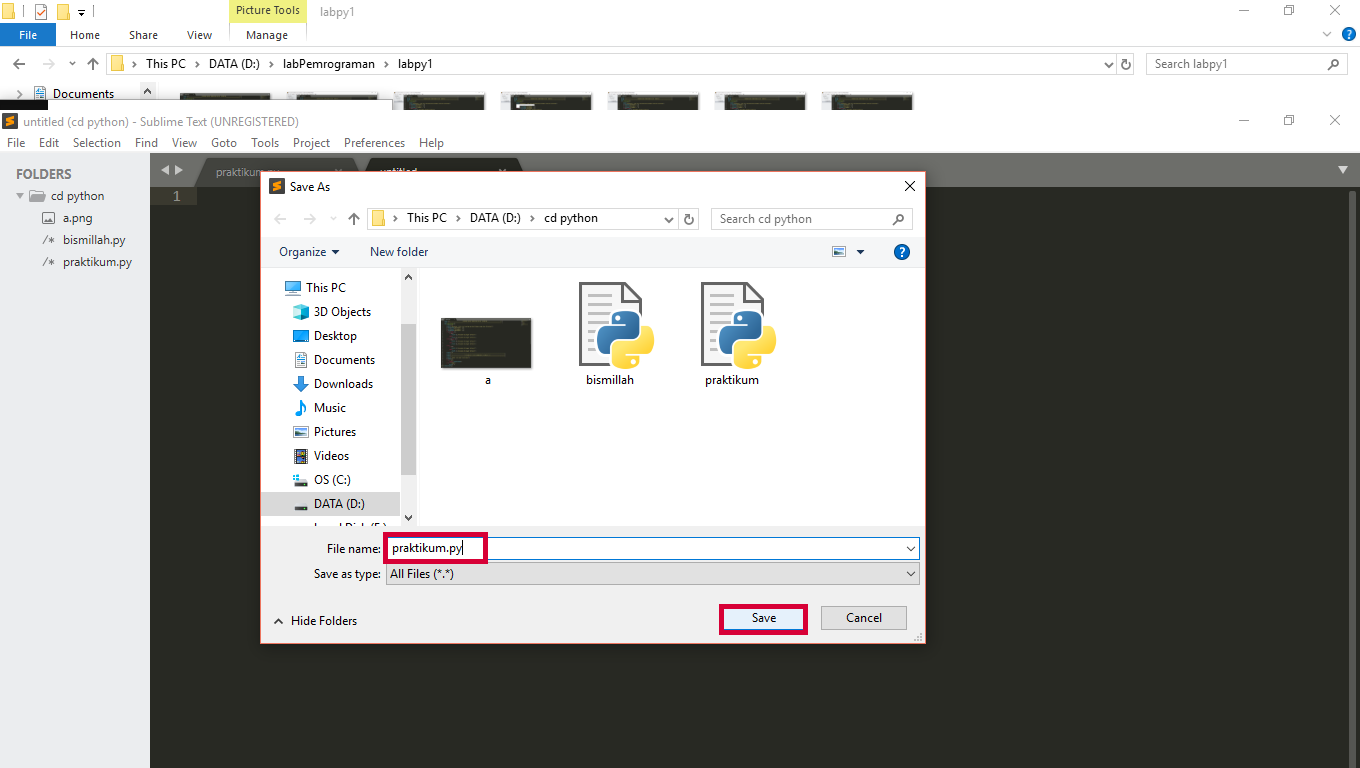 Picture Tools
labpy1
File
Home
Share
View
Manage
This PC
DATA (D:)
labPemrograman
labpy1
Search labpy1
Documents
untitled (cd python) - Sublime Text (UNREGISTERED)
File
Edit
Selection
Find
View
Goto
Tools
Project
Preferences
Help
FOLDERS
cd python
a.png
/* bismillah.py
/* praktikum.py
praktikum.py
untitled
1
Save As
This PC
DATA (D:)
cd python
Search cd python
Organize
New folder
?
This PC
3D Objects
Desktop
Documents
Downloads
Music
Pictures
Videos
OS (C:)
DATA (D:)
a
bismillah
praktikum
File name:
praktikum.py
Save as type:
All Files (*.*)
Hide Folders
Save
Cancel